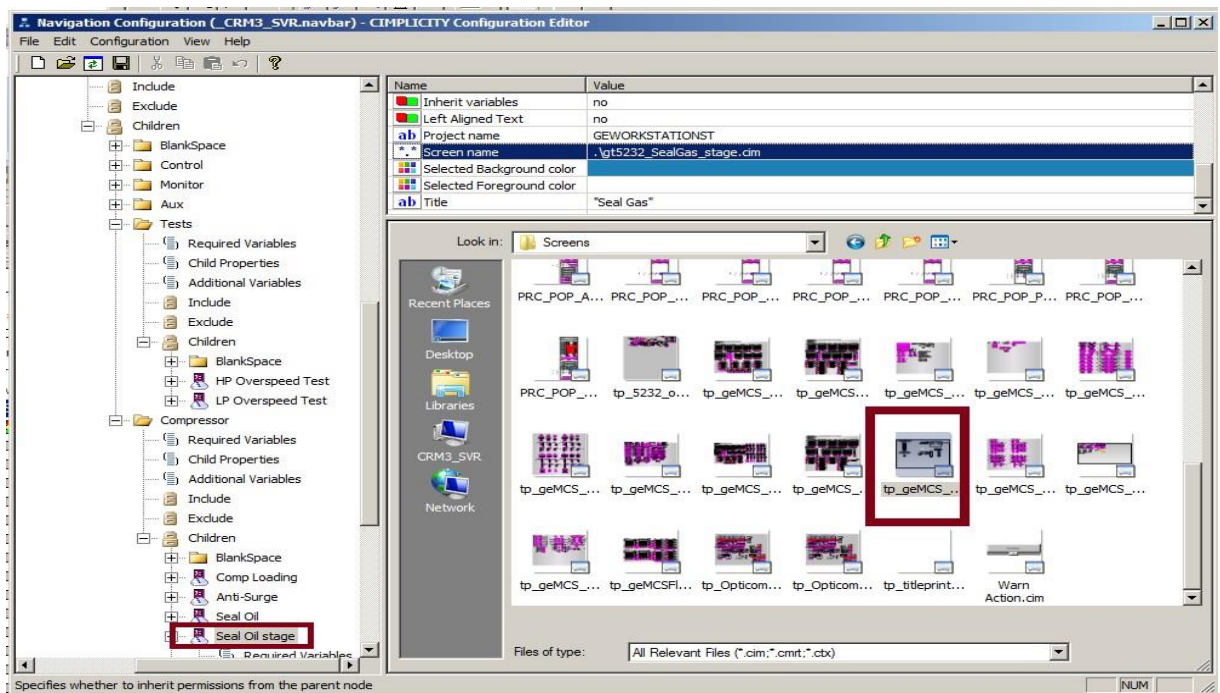 Navigation Configuration (_CRM3_SVR.navbar) - CIMPLICITY Configuration Editor
File Edit Configuration View Help
Include
Exclude
Children
BlankSpace
Control
Monitor
Aux
Tests
Required Variables
Child Properties
Additional Variables
Include
Exclude
Children
BlankSpace
HP Overspeed Test
LP Overspeed Test
Compressor
Required Variables
Child Properties
Additional Variables
Include
Exclude
Children
BlankSpace
Comp Loading
Anti-Surge
Seal Oil
Seal Oil stage
Required Variables
Name Value
Inherit variables no
Left Aligned Text no
ab Project name GEWORKSTATIONST
*.* Screen name .\gt5232_SealGas_stage.cim
Selected Background color
Selected Foreground color
ab Title "Seal Gas"
Look in: Screens
Recent Places
Desktop
Libraries
CRM3_SVR
Network
PRC_POP_A... PRC_POP_... PRC_POP_... PRC_POP_... PRC_POP_... PRC_POP_P... PRC_POP_...
PRC_POP_... tp_5232_o... tp_geMCS_... tp_geMCS... tp_geMCS_... tp_geMCS_... tp_geMCS_...
tp_geMCS_... tp_geMCS_... tp_geMCS_... tp_geMCS_... tp_geMCS_... tp_geMCS_... tp_geMCS_...
tp_geMCS_... tp_geMCSFl... tp_Opticom... tp_Opticom... tp_titleprint... Warn
Action.cim
Files of type: All Relevant Files (*.cim;*.cmrt;*.ctx)
Specifies whether to inherit permissions from the parent node NUM